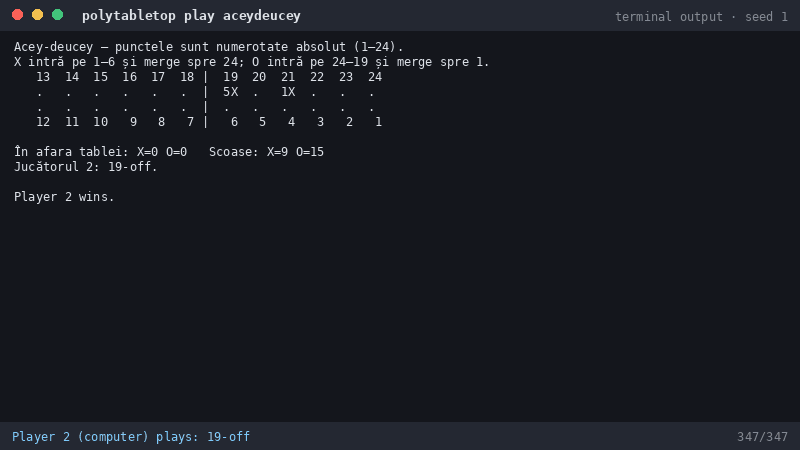 polytabletop play aceydeucey
terminal output · seed 1
Acey-deucey — punctele sunt numerotate absolut (1–24).
X intră pe 1–6 și merge spre 24; O intră pe 24–19 și merge spre 1.
13 14 15 16 17 18 | 19 20 21 22 23 24
. . . . . . | 5X . 1X . . .
. . . . . . | . . . . . .
12 11 10 9 8 7 | 6 5 4 3 2 1
În afara tablei: X=0 O=0 Scoase: X=9 O=15
Jucătorul 2: 19-off.
Player 2 wins.
Player 2 (computer) plays: 19-off
347/347